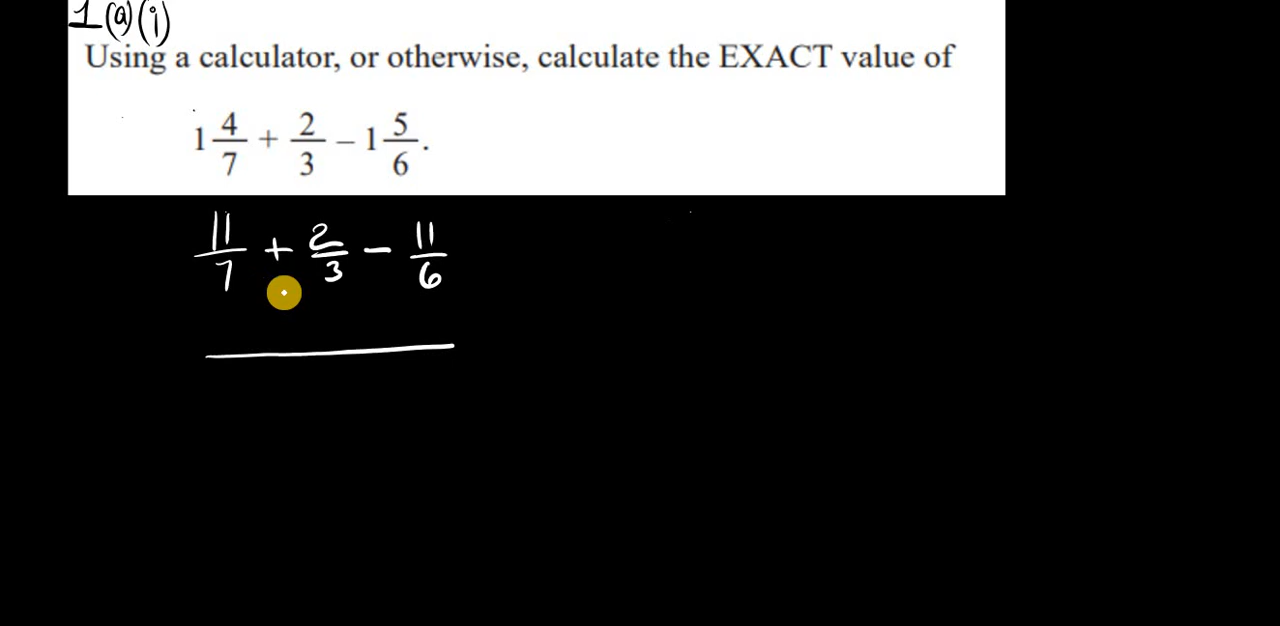 1 (a) (i)
Using a calculator, or otherwise, calculate the EXACT value of
1 4/7 + 2/3 – 1 5/6.
11/7 + 2/3 - 11/6